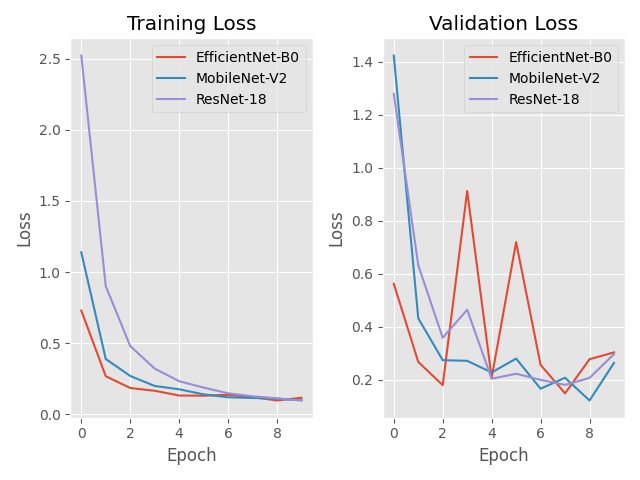 Training Loss
Validation Loss
EfficientNet-B0
MobileNet-V2
ResNet-18
EfficientNet-B0
MobileNet-V2
ResNet-18
Loss
2.5
2.0
1.5
1.0
0.5
0.0
0 2 4 6 8
Epoch
Loss
1.4
1.2
1.0
0.8
0.6
0.4
0.2
0 2 4 6 8
Epoch